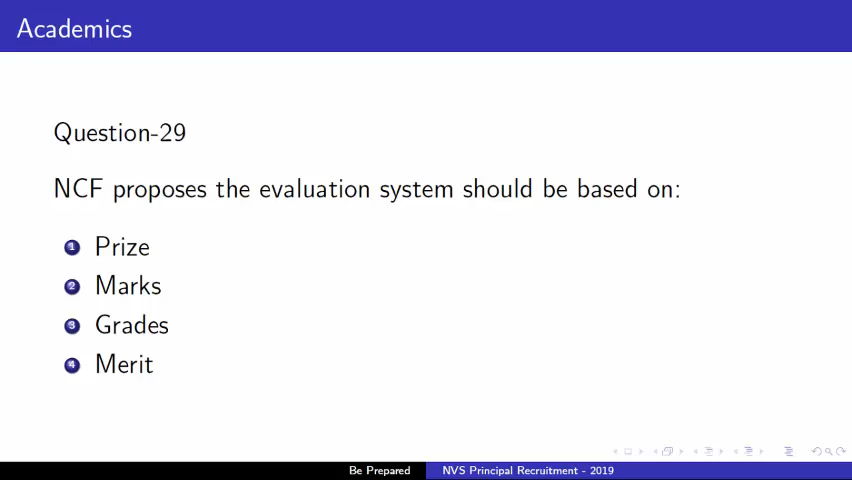 Academics
Question-29
NCF proposes the evaluation system should be based on:
1 Prize
2 Marks
3 Grades
4 Merit
Be Prepared NVS Principal Recruitment - 2019